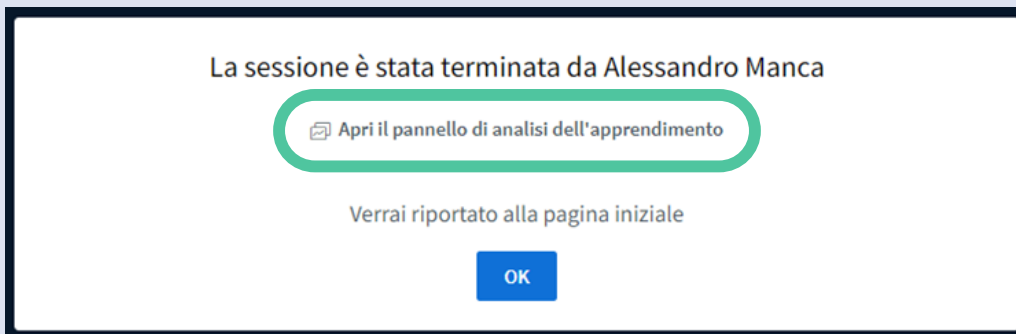 La sessione è stata terminata da Alessandro Manca
Apri il pannello di analisi dell'apprendimento
Verrai riportato alla pagina iniziale
OK